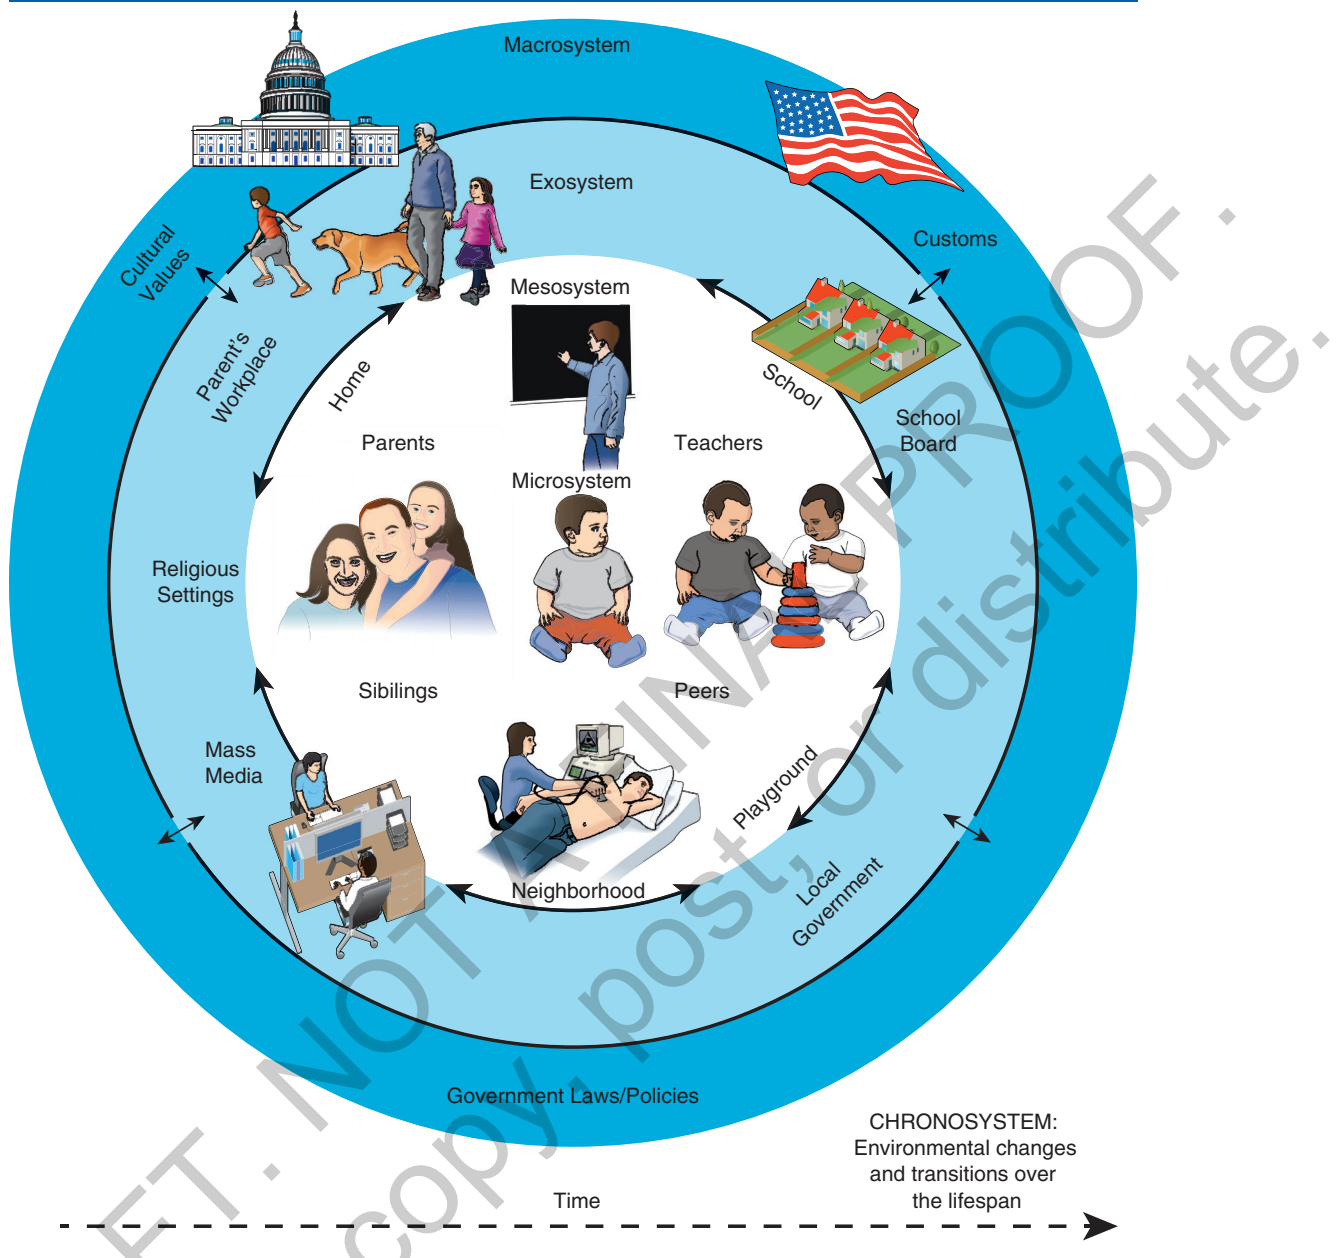 Macrosystem
Exosystem
Customs
Cultural
Values
Mesosystem
Parent's
Workplace
Home
School
School
Board
Parents
Teachers
Microsystem
Religious
Settings
Sibilings
Peers
Mass
Media
Playground
Neighborhood
Local
Government
Government Laws/Policies
CHRONOSYSTEM:
Environmental changes
and transitions over
the lifespan
Time
FT. NOT A FINAL PROOF.
copy, post, or distribute.